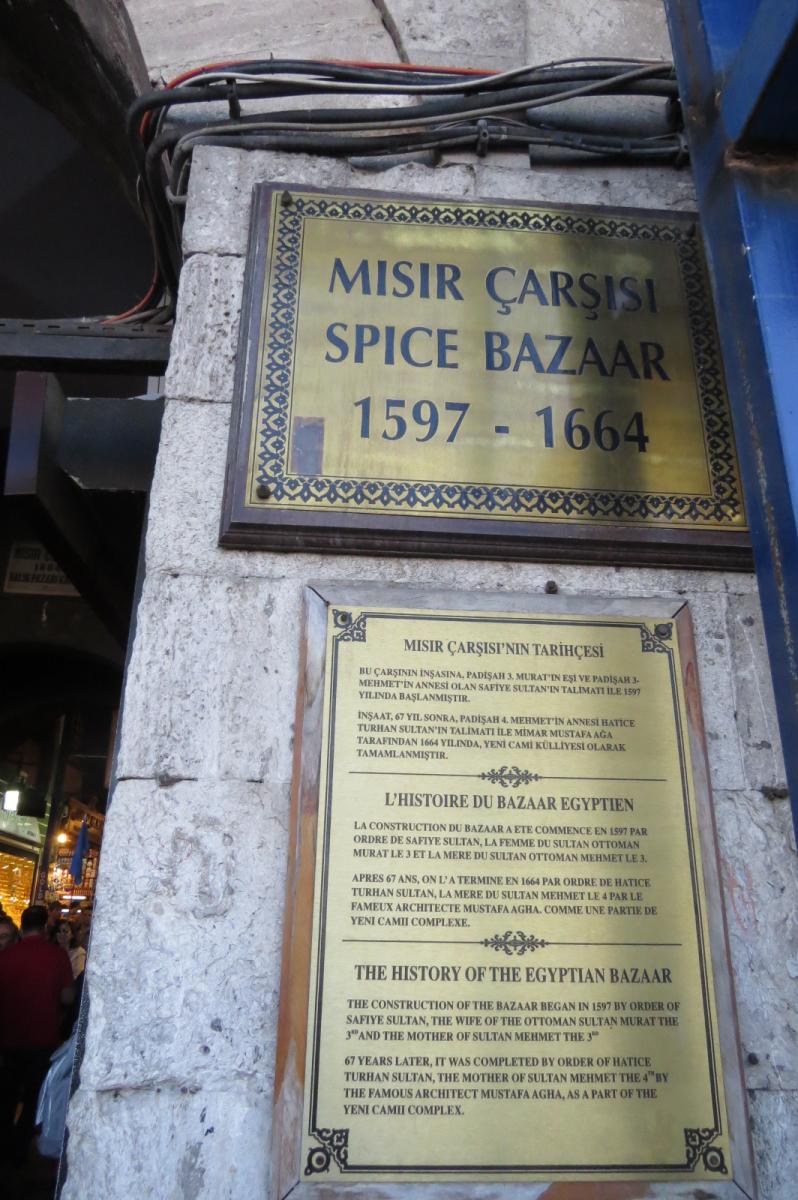 MISIR ÇARŞISI
SPICE BAZAAR
1597 - 1664
MISIR ÇARŞISI'NIN TARİHÇESİ
BU ÇARŞININ İNŞASINA, PADİŞAH 3. MURAT'IN EŞİ VE PADİŞAH 3-
MEHMET'İN ANNESİ OLAN SAFİYE SULTAN'IN TALİMATI İLE 1597
YILINDA BAŞLANMIŞTIR.
İNŞAAT, 67 YIL SONRA, PADİŞAH 4. MEHMET'İN ANNESİ HATİCE
TURHAN SULTAN'IN TALİMATI İLE MİMAR MUSTAFA AĞA
TARAFINDAN 1664 YILINDA, YENİ CAMİ KÜLLİYESİ OLARAK
TAMAMLANMIŞTIR.
L'HISTOIRE DU BAZAAR EGYPTIEN
LA CONSTRUCTION DU BAZAAR A ETE COMMENCE EN 1597 PAR
ORDRE DE SAFIYE SULTAN, LA FEMME DU SULTAN OTTOMAN
MURAT LE 3 ET LA MERE DU SULTAN OTTOMAN MEHMET LE 3.
APRES 67 ANS, ON L'A TERMINE EN 1664 PAR ORDRE DE HATICE
TURHAN SULTAN, LA MERE DU SULTAN MEHMET LE 4 PAR LE
FAMEUX ARCHITECTE MUSTAFA AGHA. COMME UNE PARTIE DE
YENI CAMII COMPLEXE.
THE HISTORY OF THE EGYPTIAN BAZAAR
THE CONSTRUCTION OF THE BAZAAR BEGAN IN 1597 BY ORDER OF
SAFIYE SULTAN, THE WIFE OF THE OTTOMAN SULTAN MURAT THE
3RD AND THE MOTHER OF SULTAN MEHMET THE 3RD
67 YEARS LATER, IT WAS COMPLETED BY ORDER OF HATICE
TURHAN SULTAN, THE MOTHER OF SULTAN MEHMET THE 4TH BY
THE FAMOUS ARCHITECT MUSTAFA AGHA, AS A PART OF THE
YENI CAMII COMPLEX.
MISIR